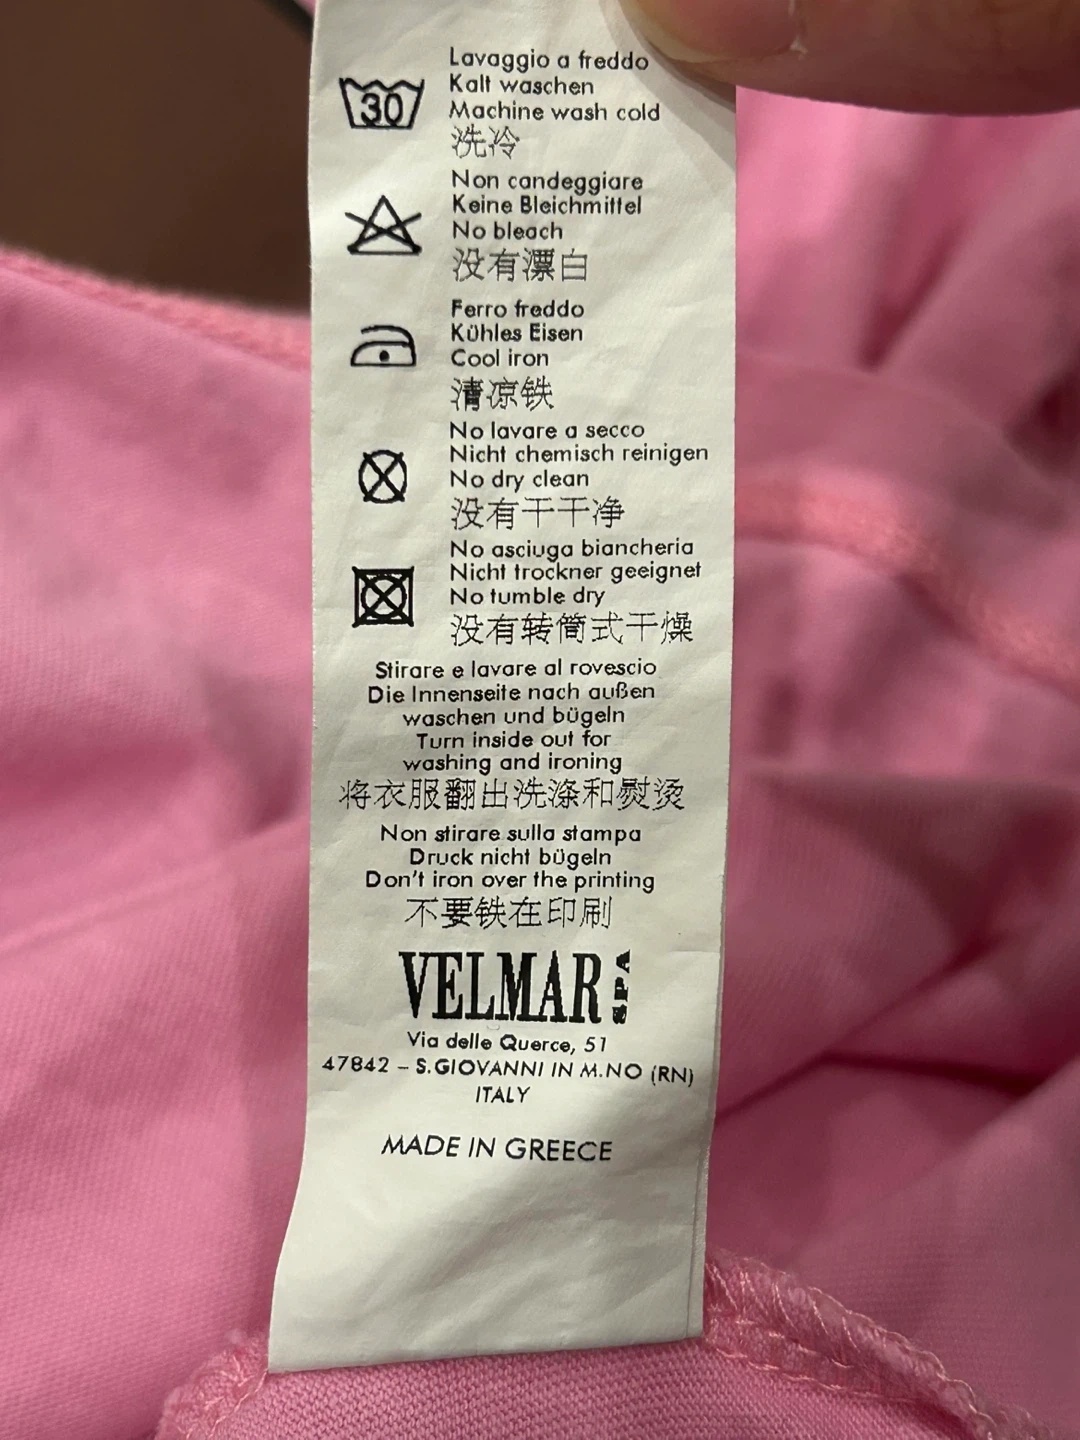 30
Lavaggio a freddo
Kalt waschen
Machine wash cold
洗冷
Non candeggiare
Keine Bleichmittel
No bleach
没有漂白
Ferro freddo
Kühles Eisen
Cool iron
清凉铁
No lavare a secco
Nicht chemisch reinigen
No dry clean
没有干干净
No asciuga biancheria
Nicht trockner geeignet
No tumble dry
没有转筒式干燥
Stirare e lavare al rovescio
Die Innenseite nach außen
waschen und bügeln
Turn inside out for
washing and ironing
将衣服翻出洗涤和熨烫
Non stirare sulla stampa
Druck nicht bügeln
Don't iron over the printing
不要铁在印刷
VELMAR SPA
Via delle Querce, 51
47842 – S.GIOVANNI IN M.NO (RN)
ITALY
MADE IN GREECE